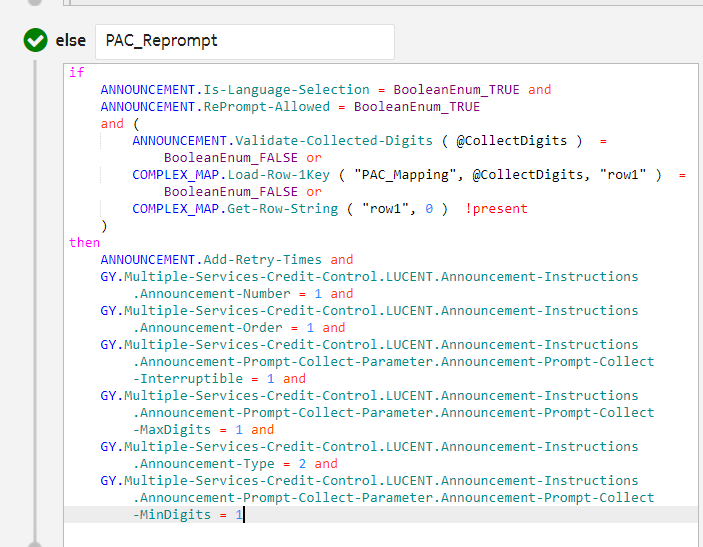 else PAC_Reprompt
if
ANNOUNCEMENT.Is-Language-Selection = BooleanEnum_TRUE and
ANNOUNCEMENT.RePrompt-Allowed = BooleanEnum_TRUE
and (
ANNOUNCEMENT.Validate-Collected-Digits ( @CollectDigits ) =
BooleanEnum_FALSE or
COMPLEX_MAP.Load-Row-1Key ( "PAC_Mapping", @CollectDigits, "row1" ) =
BooleanEnum_FALSE or
COMPLEX_MAP.Get-Row-String ( "row1", 0 ) !present
)
then
ANNOUNCEMENT.Add-Retry-Times and
GY.Multiple-Services-Credit-Control.LUCENT.Announcement-Instructions
.Announcement-Number = 1 and
GY.Multiple-Services-Credit-Control.LUCENT.Announcement-Instructions
.Announcement-Order = 1 and
GY.Multiple-Services-Credit-Control.LUCENT.Announcement-Instructions
.Announcement-Prompt-Collect-Parameter.Announcement-Prompt-Collect
-Interruptible = 1 and
GY.Multiple-Services-Credit-Control.LUCENT.Announcement-Instructions
.Announcement-Prompt-Collect-Parameter.Announcement-Prompt-Collect
-MaxDigits = 1 and
GY.Multiple-Services-Credit-Control.LUCENT.Announcement-Instructions
.Announcement-Type = 2 and
GY.Multiple-Services-Credit-Control.LUCENT.Announcement-Instructions
.Announcement-Prompt-Collect-Parameter.Announcement-Prompt-Collect
-MinDigits = 1